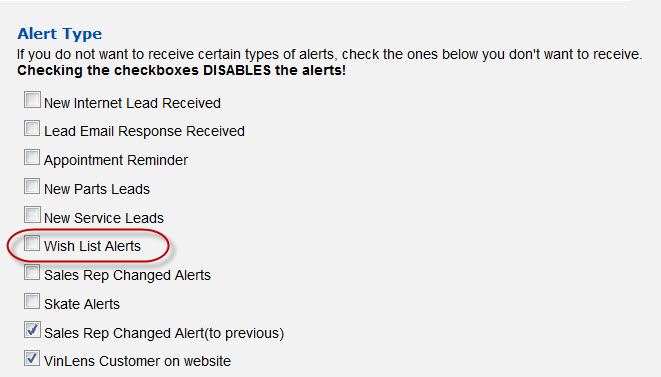 Alert Type
If you do not want to receive certain types of alerts, check the ones below you don't want to receive.
Checking the checkboxes DISABLES the alerts!
New Internet Lead Received
Lead Email Response Received
Appointment Reminder
New Parts Leads
New Service Leads
Wish List Alerts
Sales Rep Changed Alerts
Skate Alerts
Sales Rep Changed Alert(to previous)
VinLens Customer on website